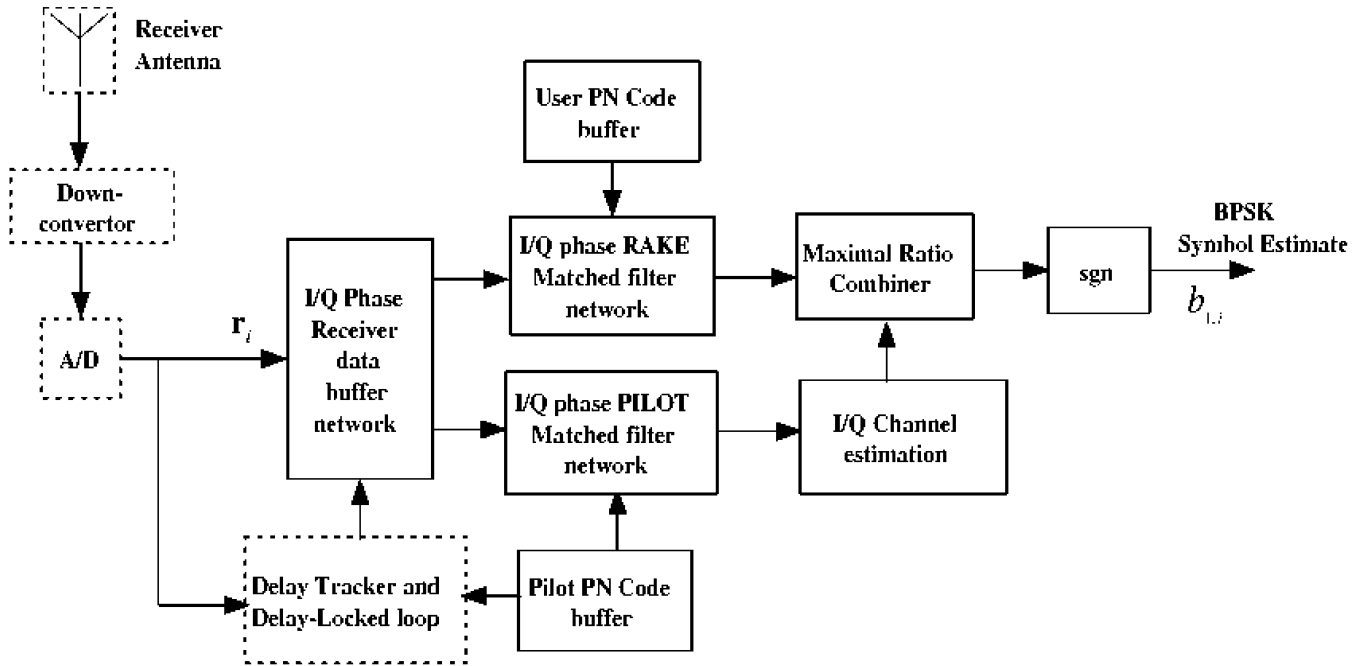 Receiver
Antenna
User PN Code
buffer
Down-
convertor
BPSK
Symbol Estimate
I/Q Phase
Receiver
data
buffer
network
I/Q phase RAKE
Matched filter
network
Maximal Ratio
Combiner
sgn
b₁,i
r_i
A/D
I/Q phase PILOT
Matched filter
network
I/Q Channel
estimation
Delay Tracker and
Delay-Locked loop
Pilot PN Code
buffer